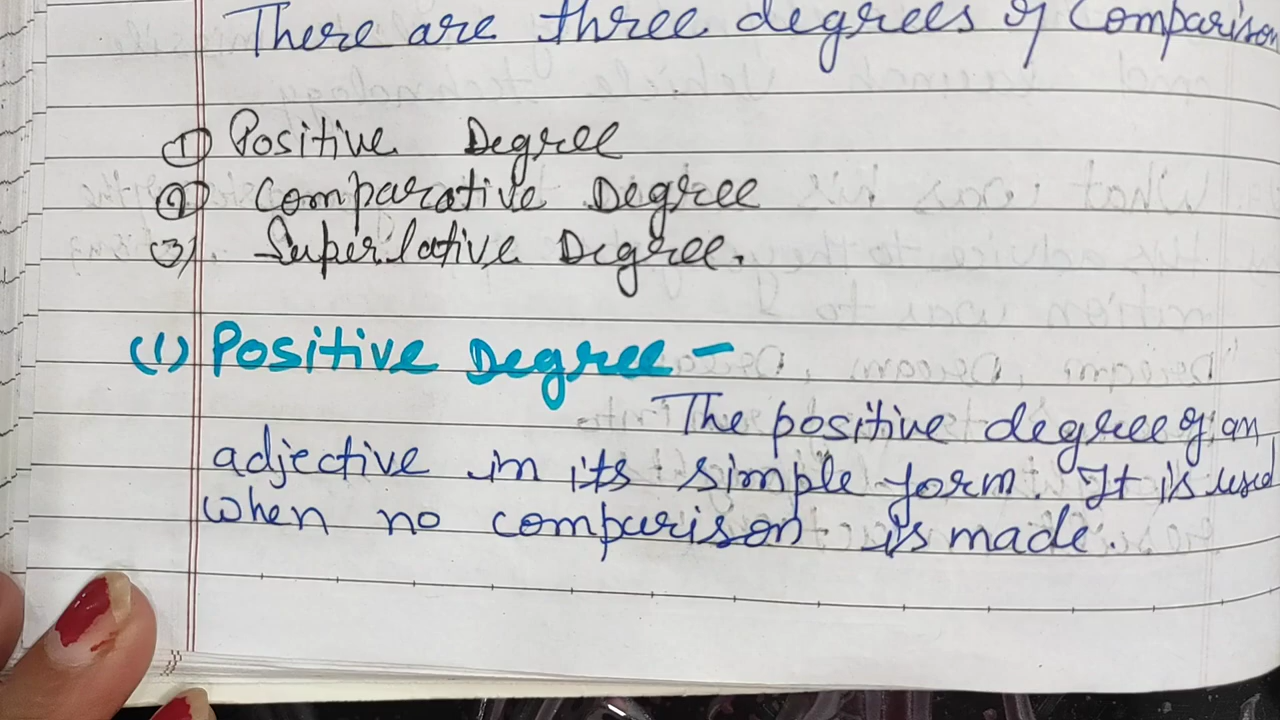 There are three degrees of Comparison
(1) Positive Degree
(2) Comparative Degree
(3) Superlative Degree.
(1) Positive Degree -
The positive degree of an
adjective in its simple form. It is used
when no comparison is made.